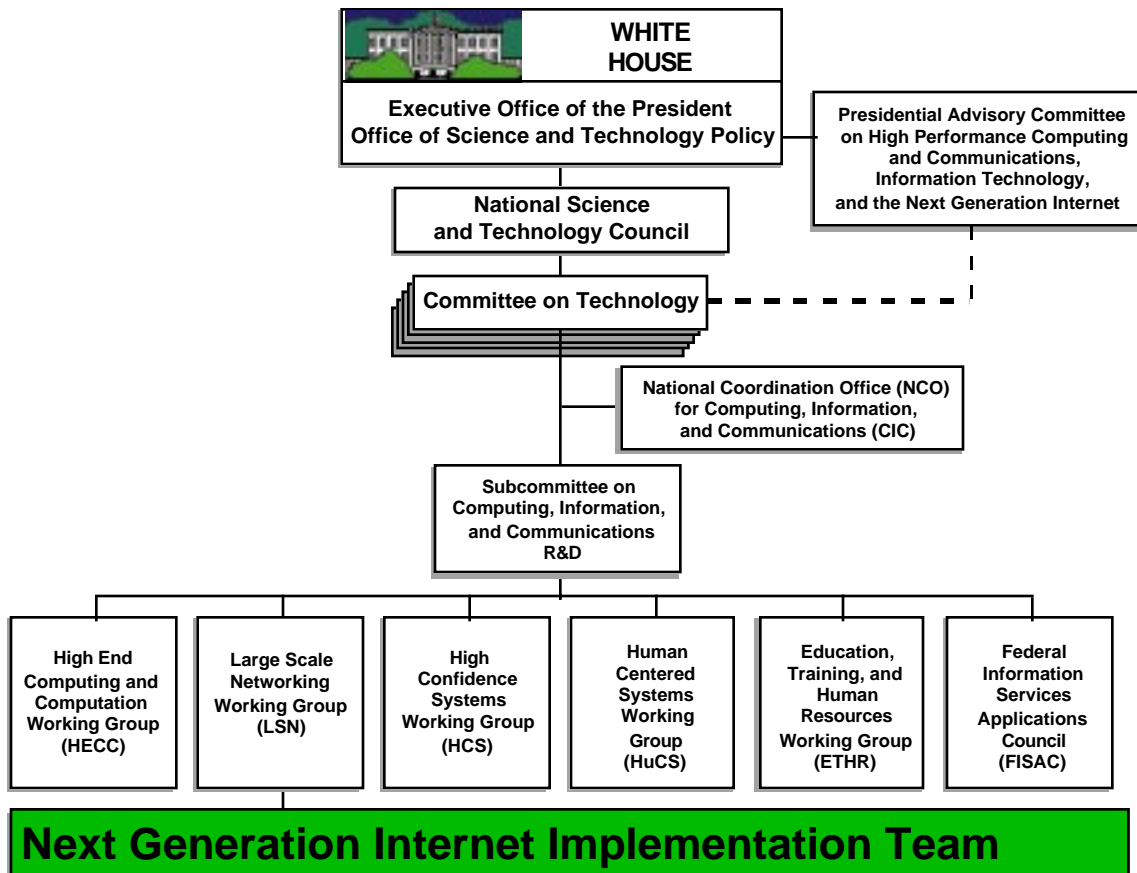 WHITE
HOUSE
Executive Office of the President
Office of Science and Technology Policy
Presidential Advisory Committee
on High Performance Computing
and Communications,
Information Technology,
and the Next Generation Internet
National Science
and Technology Council
Committee on Technology
National Coordination Office (NCO)
for Computing, Information,
and Communications (CIC)
Subcommittee on
Computing, Information,
and Communications
R&D
High End
Computing and
Computation
Working Group
(HECC)
Large Scale
Networking
Working Group
(LSN)
High
Confidence
Systems
Working Group
(HCS)
Human
Centered
Systems
Working
Group
(HuCS)
Education,
Training, and
Human
Resources
Working Group
(ETHR)
Federal
Information
Services
Applications
Council
(FISAC)
Next Generation Internet Implementation Team